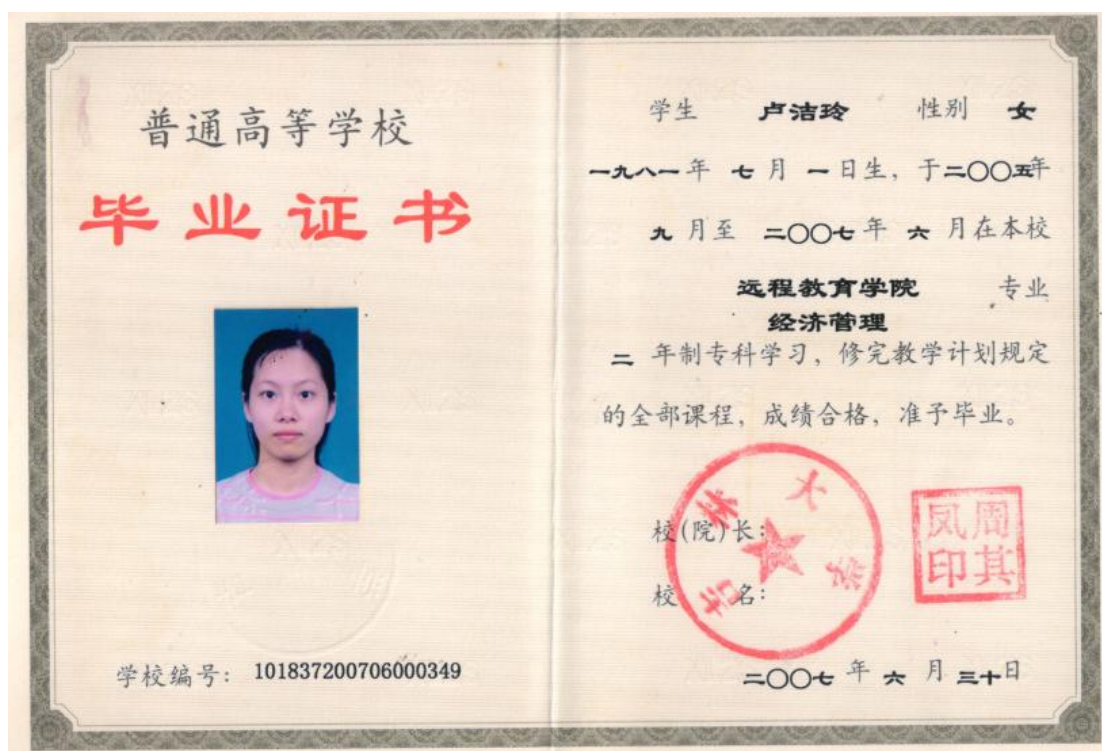 普通高等学校
毕业证书
学校编号: 101837200706000349
学生 卢洁玲 性别 女
一九八一年 七月 一日生, 于二〇〇五年
九月至 二〇〇七年 六月在本校
远程教育学院 专业
经济管理
二 年制专科学习, 修完教学计划规定
的全部课程, 成绩合格, 准予毕业。
校(院)长:
校 名:
吉林大学
周其
凤印
二〇〇七年 六月 三十日